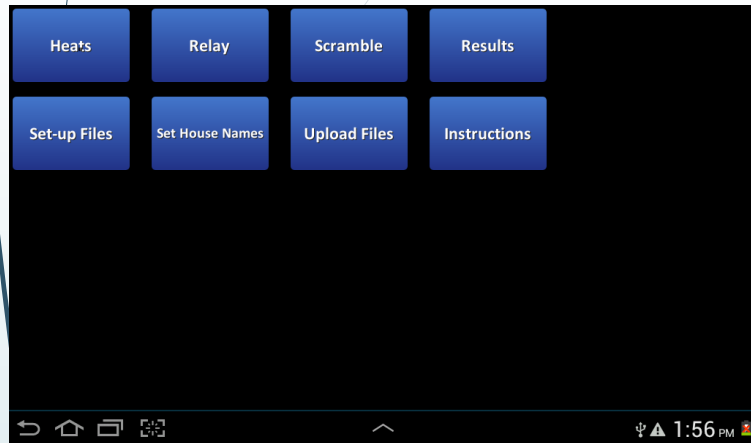 Heats Relay Scramble Results
Set-up Files Set House Names Upload Files Instructions
1:56 PM